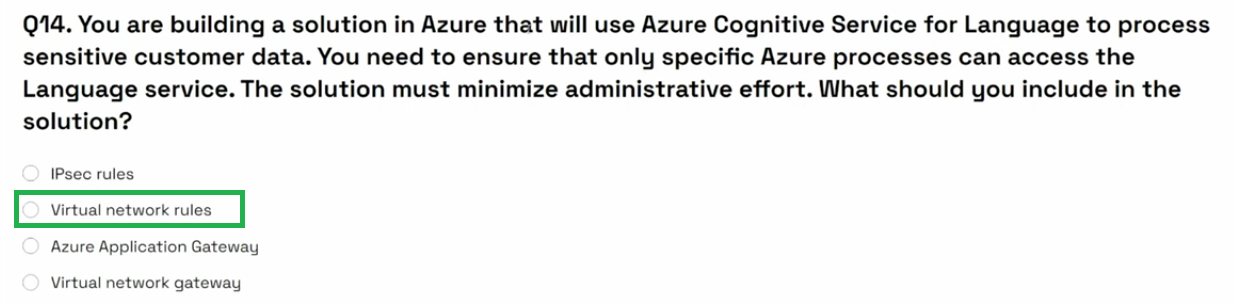 Q14. You are building a solution in Azure that will use Azure Cognitive Service for Language to process
sensitive customer data. You need to ensure that only specific Azure processes can access the
Language service. The solution must minimize administrative effort. What should you include in the
solution?
IPsec rules
Virtual network rules
Azure Application Gateway
Virtual network gateway